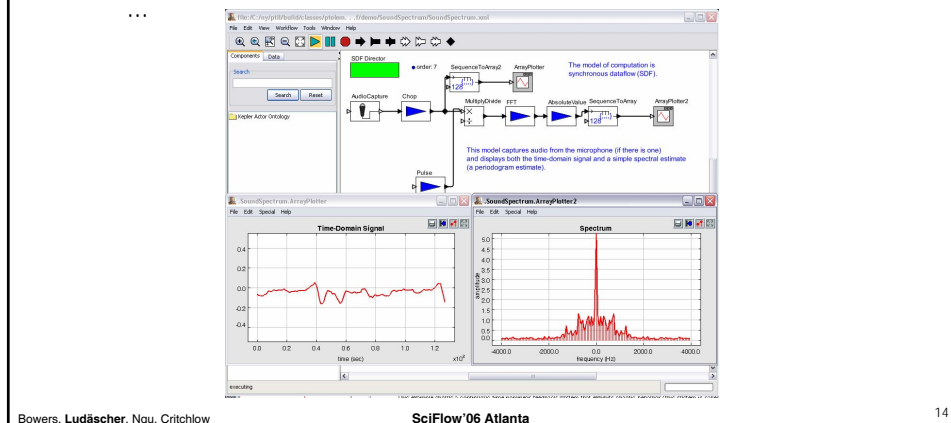 ...
file:/C:/sy/ptII/build/classes/ptolem. . ./demo/SoundSpectrum/SoundSpectrum.xml
File Edit View Workflow Tools Window Help
Components Data
Search
Search Reset
Kepler Actor Ontology
SDF Director
order: 7
SequenceToArray2
ArrayPlotter
128
The model of computation is
synchronous dataflow (SDF).
AudioCapture
Chop
MultiplyDivide
FFT
AbsoluteValue
SequenceToArray
ArrayPlotter2
128
This model captures audio from the microphone (if there is one)
and displays both the time-domain signal and a simple spectral estimate
(a periodogram estimate).
Pulse
.SoundSpectrum.ArrayPlotter
File Edit Special Help
Time-Domain Signal
0.4
0.2
0.0
-0.2
-0.4
0.0 0.2 0.4 0.6 0.8 1.0 1.2
time (sec)
x10²
.SoundSpectrum.ArrayPlotter2
File Edit Special Help
Spectrum
amplitude
5.0
4.5
4.0
3.5
3.0
2.5
2.0
1.5
1.0
0.5
0.0
-4000.0 -2000.0 0.0 2000.0 4000.0
frequency (Hz)
executing
Bowers, Ludäscher, Ngu, Critchlow
SciFlow'06 Atlanta
14